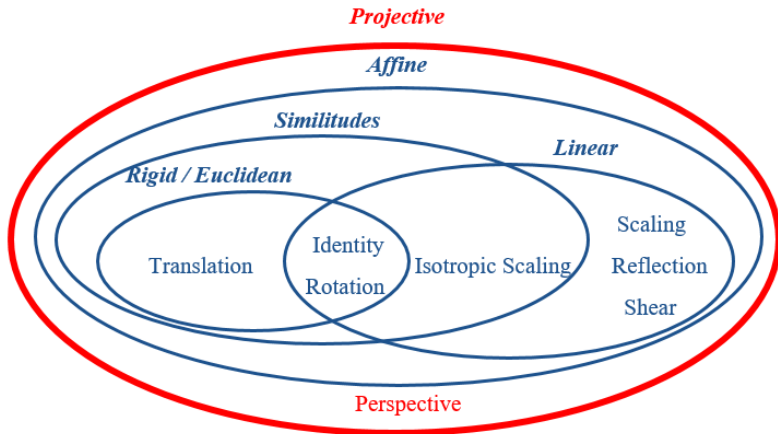 Projective
Affine
Similitudes
Linear
Rigid / Euclidean
Scaling
Identity
Translation
Isotropic Scaling
Reflection
Rotation
Shear
Perspective